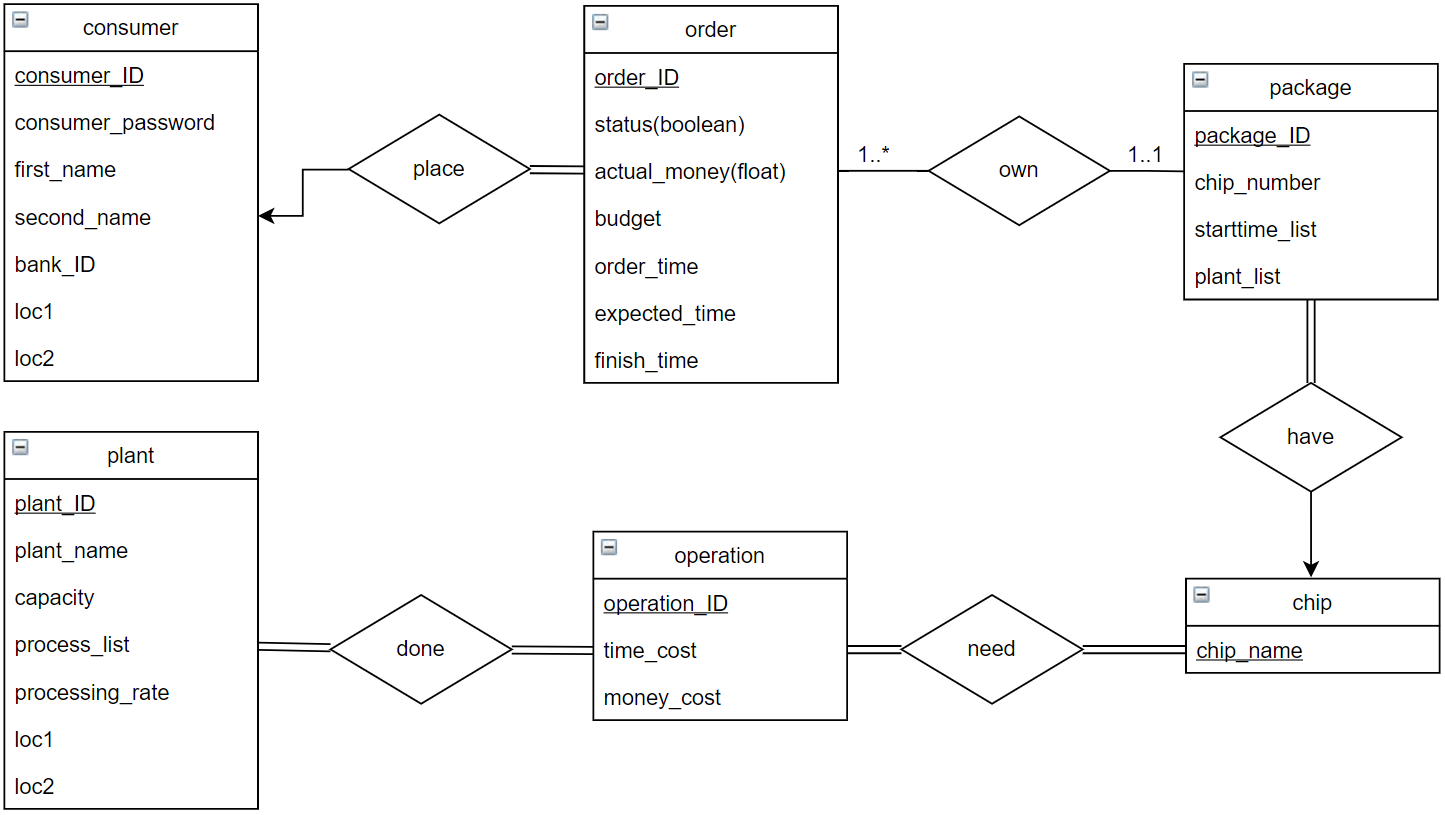 consumer
consumer_ID
consumer_password
first_name
second_name
bank_ID
loc1
loc2
place
order
order_ID
status(boolean)
actual_money(float)
budget
order_time
expected_time
finish_time
1..*
own
1..1
package
package_ID
chip_number
starttime_list
plant_list
have
plant
plant_ID
plant_name
capacity
process_list
processing_rate
loc1
loc2
done
operation
operation_ID
time_cost
money_cost
need
chip
chip_name